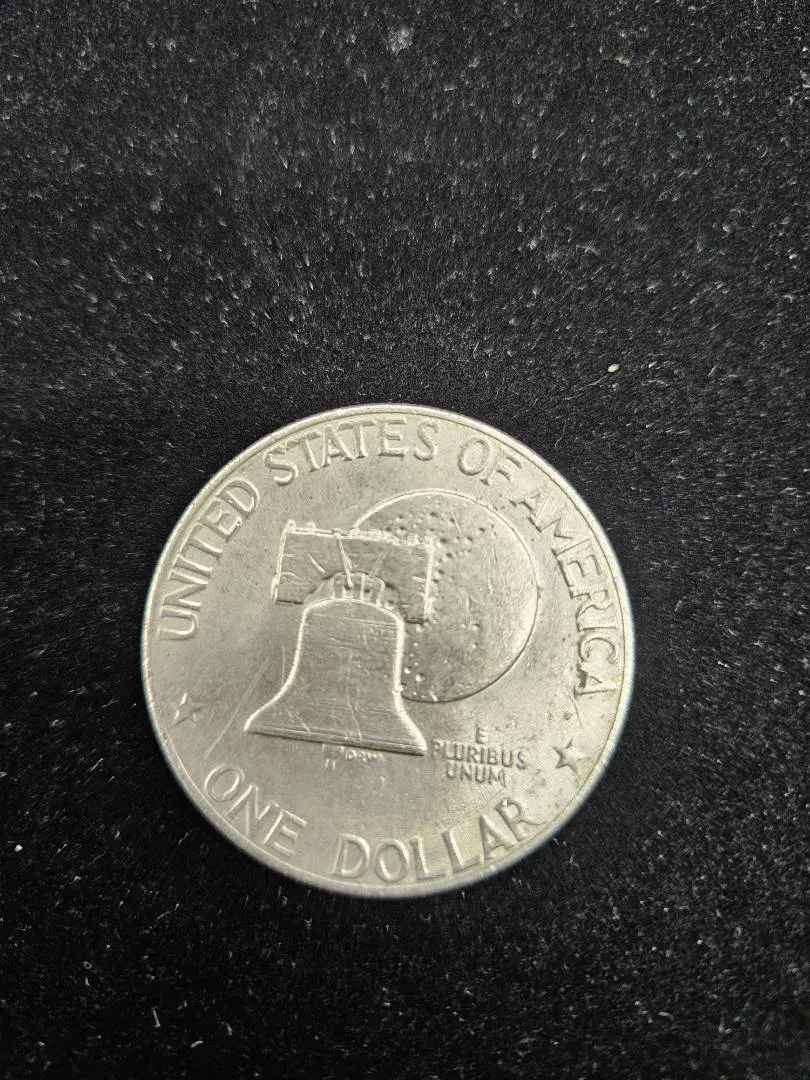 UNITED STATES OF AMERICA
E
PLURIBUS
UNUM
ONE DOLLAR